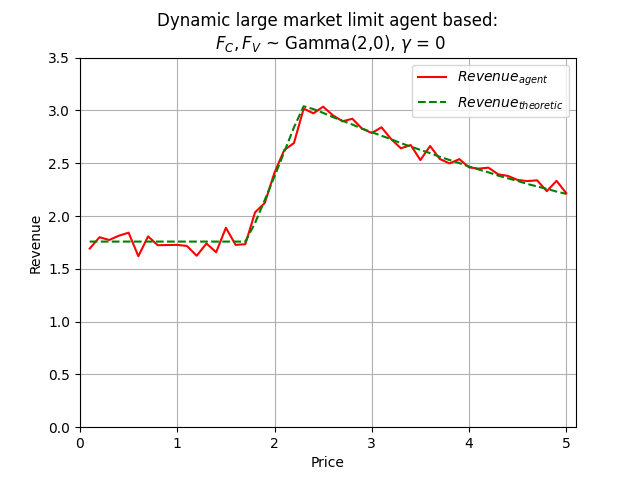 Dynamic large market limit agent based:
F_C, F_V ~ Gamma(2,0), γ = 0
Revenue_agent
Revenue_theoretic
3.5
3.0
2.5
2.0
1.5
1.0
0.5
0.0
Revenue
0 1 2 3 4 5
Price